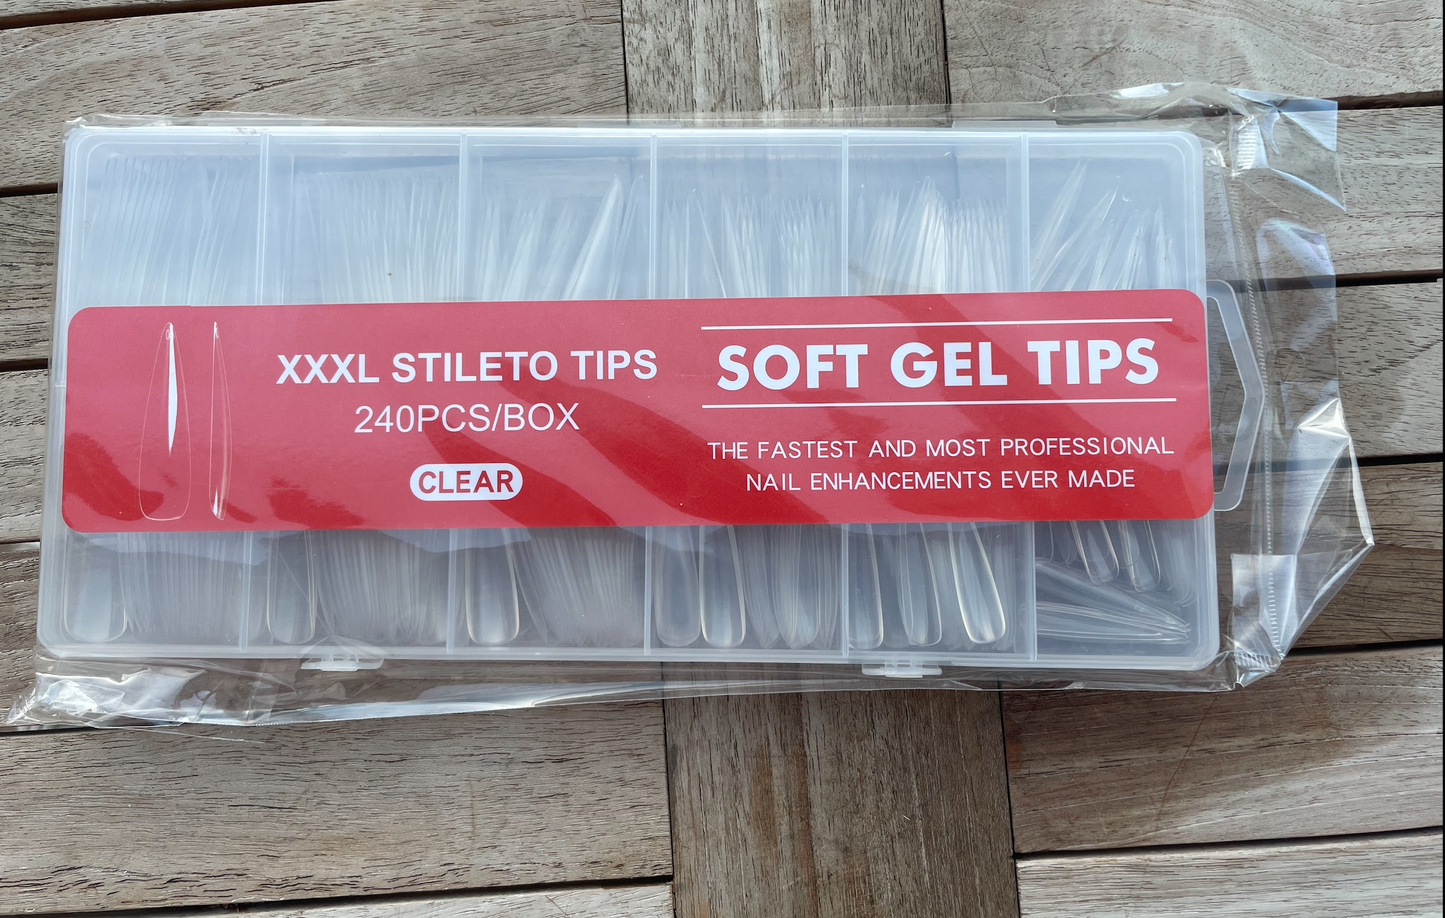 XXXL STILETO TIPS
240PCS/BOX
CLEAR
SOFT GEL TIPS
THE FASTEST AND MOST PROFESSIONAL
NAIL ENHANCEMENTS EVER MADE